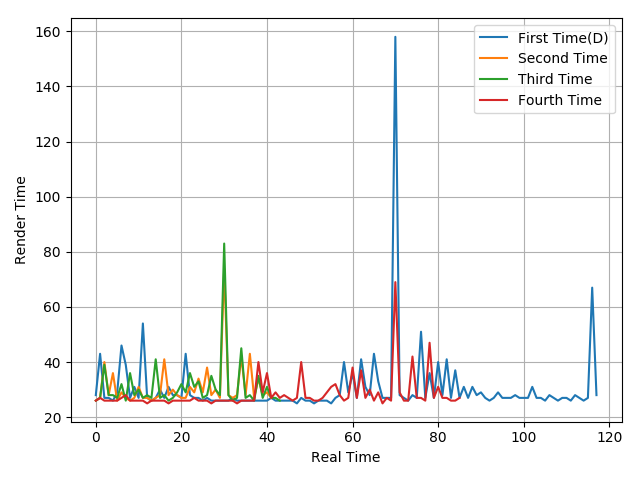 160
140
120
100
80
60
40
20
Render Time
0
20
40
60
80
100
120
Real Time
First Time(D)
Second Time
Third Time
Fourth Time